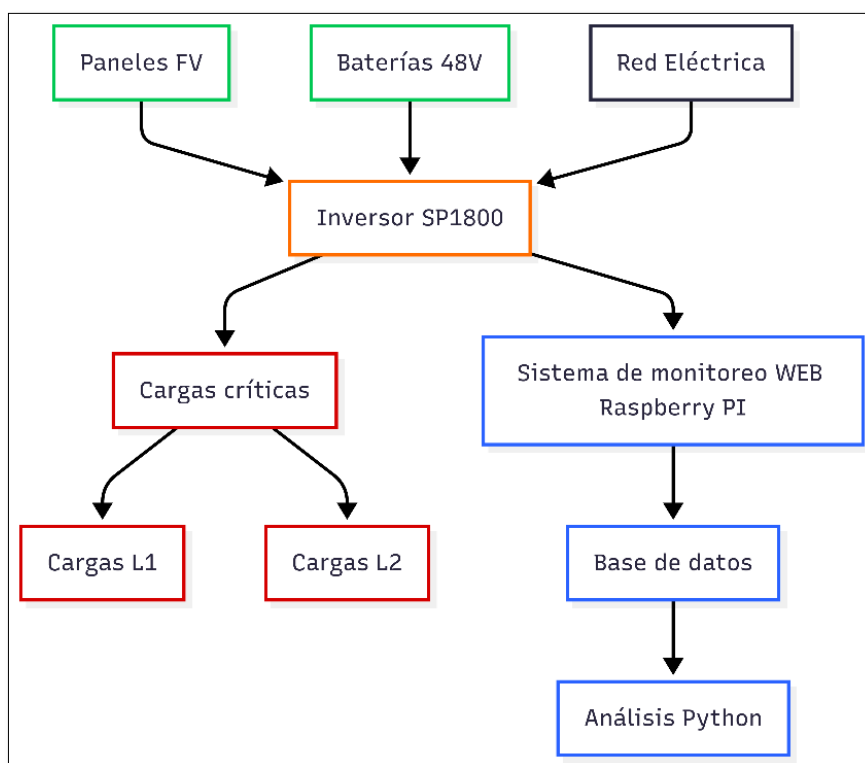 Paneles FV
Baterías 48V
Red Eléctrica
Inversor SP1800
Cargas críticas
Sistema de monitoreo WEB
Raspberry PI
Cargas L1
Cargas L2
Base de datos
Análisis Python